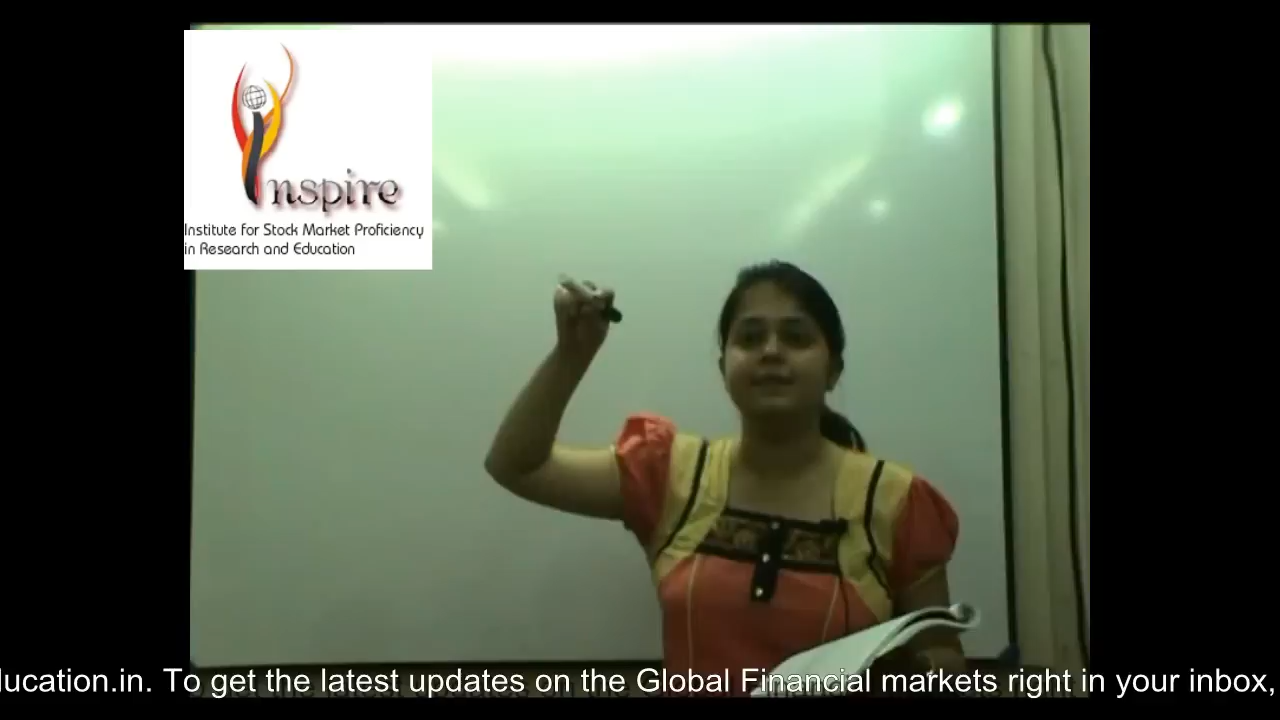 Inspire
Institute for Stock Market Proficiency
in Research and Education
ducation.in. To get the latest updates on the Global Financial markets right in your inbox,